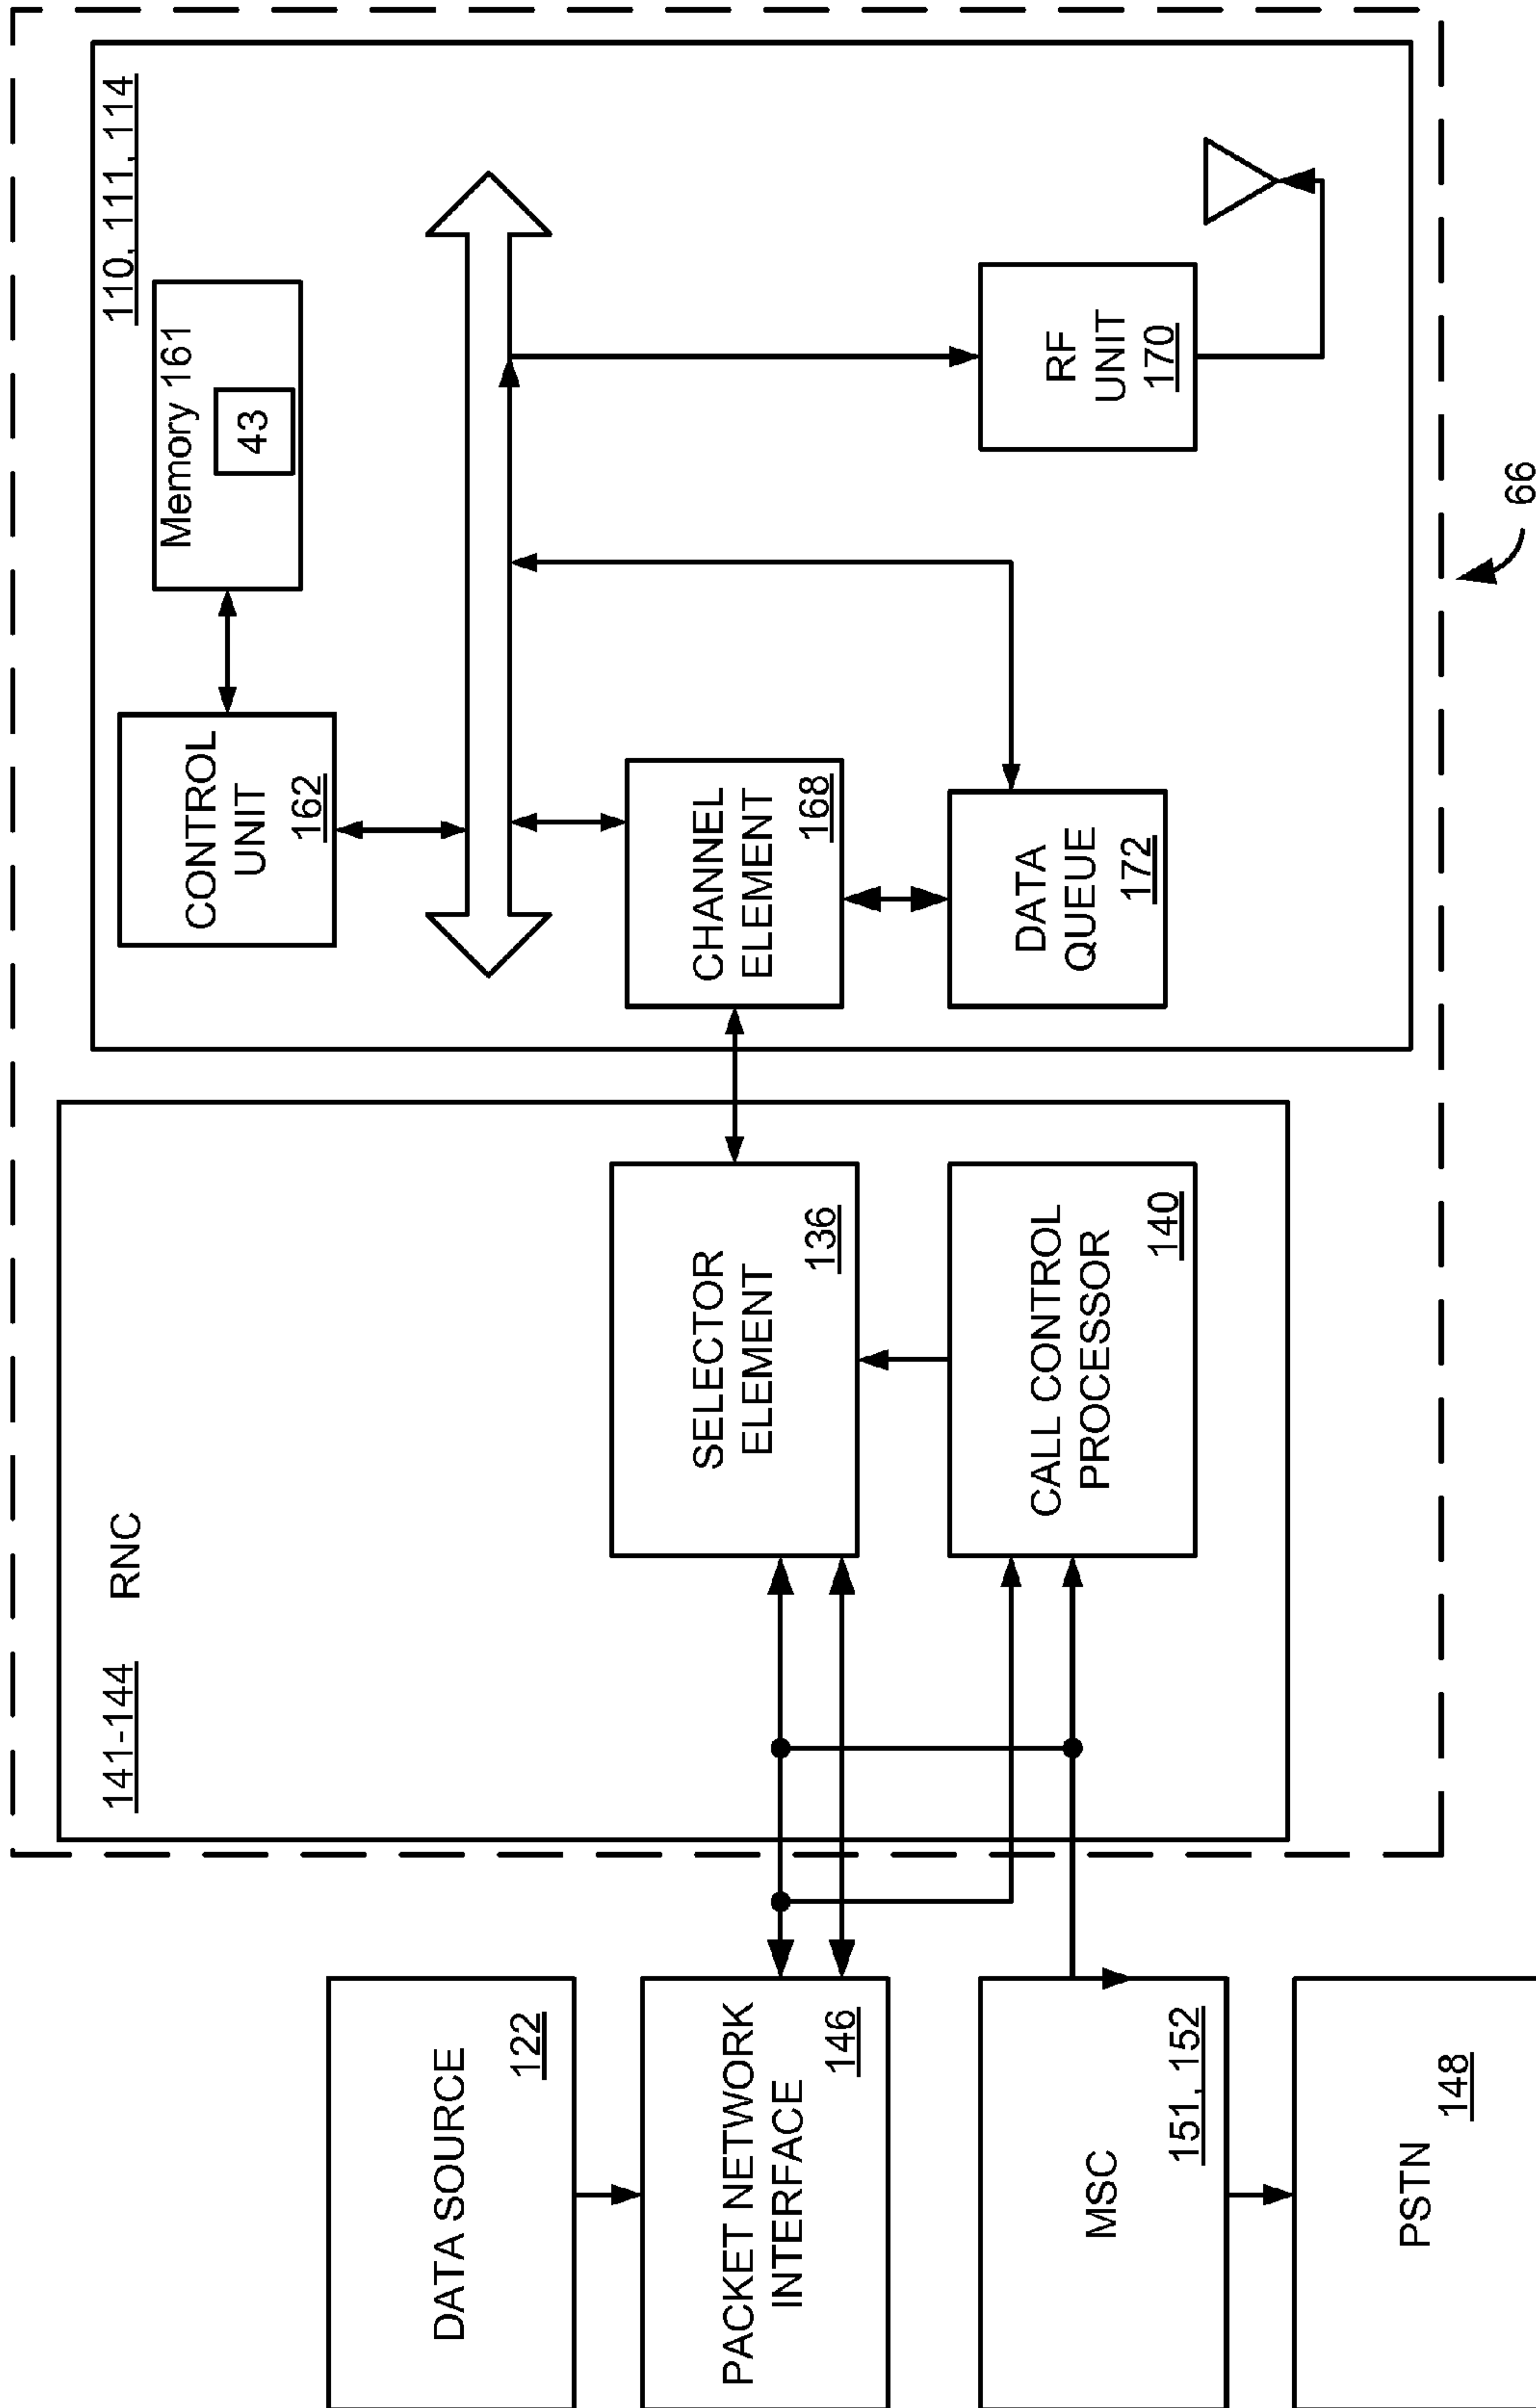 DATA SOURCE
122
PACKET NETWORK
INTERFACE
146
MSC
151, 152
PSTN
148
141-144
RNC
SELECTOR
ELEMENT
136
CALL CONTROL
PROCESSOR
140
110, 111, 114
CONTROL
UNIT
162
Memory 161
43
CHANNEL
ELEMENT
168
DATA
QUEUE
172
RF
UNIT
170
66